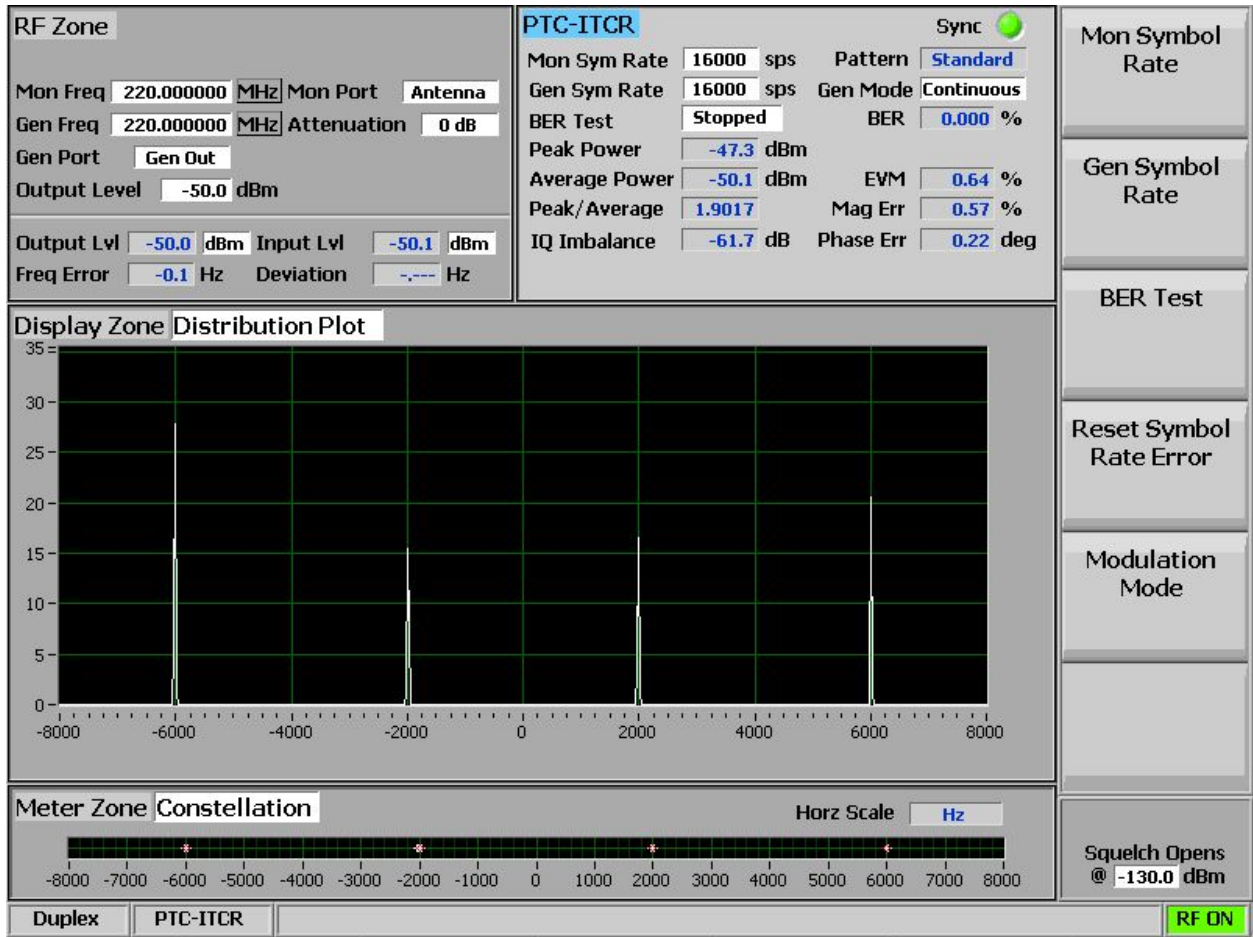 RF Zone
Mon Freq 220.000000 MHz Mon Port Antenna
Gen Freq 220.000000 MHz Attenuation 0 dB
Gen Port Gen Out
Output Level -50.0 dBm
Output Lvl -50.0 dBm Input Lvl -50.1 dBm
Freq Error -0.1 Hz Deviation -.--- Hz
PTC-ITCR Sync
Mon Sym Rate 16000 sps Pattern Standard
Gen Sym Rate 16000 sps Gen Mode Continuous
BER Test Stopped BER 0.000 %
Peak Power -47.3 dBm
Average Power -50.1 dBm EVM 0.64 %
Peak/Average 1.9017 Mag Err 0.57 %
IQ Imbalance -61.7 dB Phase Err 0.22 deg
Display Zone Distribution Plot
35
30
25
20
15
10
5
0
-8000 -6000 -4000 -2000 0 2000 4000 6000 8000
Meter Zone Constellation Horz Scale Hz
-8000 -7000 -6000 -5000 -4000 -3000 -2000 -1000 0 1000 2000 3000 4000 5000 6000 7000 8000
Mon Symbol
Rate
Gen Symbol
Rate
BER Test
Reset Symbol
Rate Error
Modulation
Mode
Squelch Opens
@ -130.0 dBm
Duplex PTC-ITCR RF ON